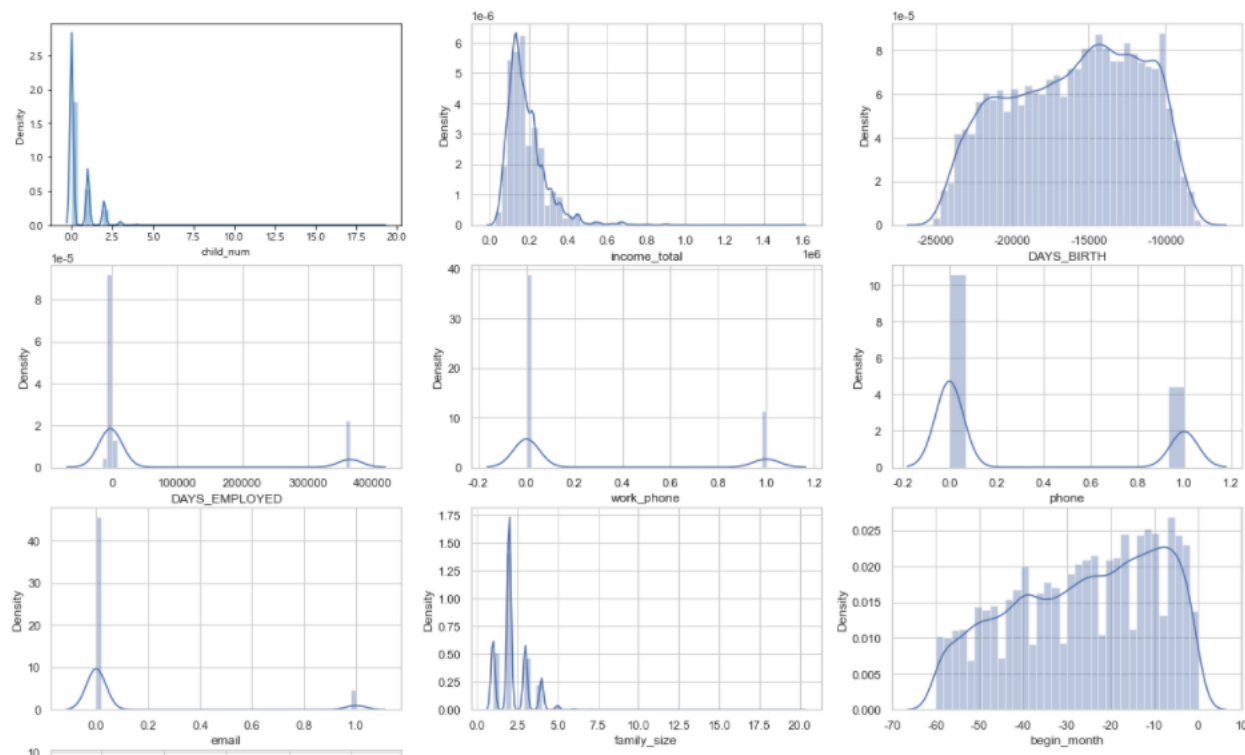 1e-6
1e-5
2.5
2.0
1.5
1.0
0.5
0.0
Density
0.0 2.5 5.0 7.5 10.0 12.5 15.0 17.5 20.0
child_num
6
5
4
3
2
1
0
Density
0.0 0.2 0.4 0.6 0.8 1.0 1.2 1.4 1.6
income_total
1e6
8
6
4
2
0
Density
-25000 -20000 -15000 -10000
DAYS_BIRTH
1e-5
8
6
4
2
0
Density
0 100000 200000 300000 400000
DAYS_EMPLOYED
40
30
20
10
0
Density
-0.2 0.0 0.2 0.4 0.6 0.8 1.0 1.2
work_phone
10
8
6
4
2
0
Density
-0.2 0.0 0.2 0.4 0.6 0.8 1.0 1.2
phone
40
30
20
10
0
Density
0.0 0.2 0.4 0.6 0.8 1.0
email
1.75
1.50
1.25
1.00
0.75
0.50
0.25
0.00
Density
0.0 2.5 5.0 7.5 10.0 12.5 15.0 17.5 20.0
family_size
0.025
0.020
0.015
0.010
0.005
0.000
Density
-70 -60 -50 -40 -30 -20 -10 0 10
begin_month
10